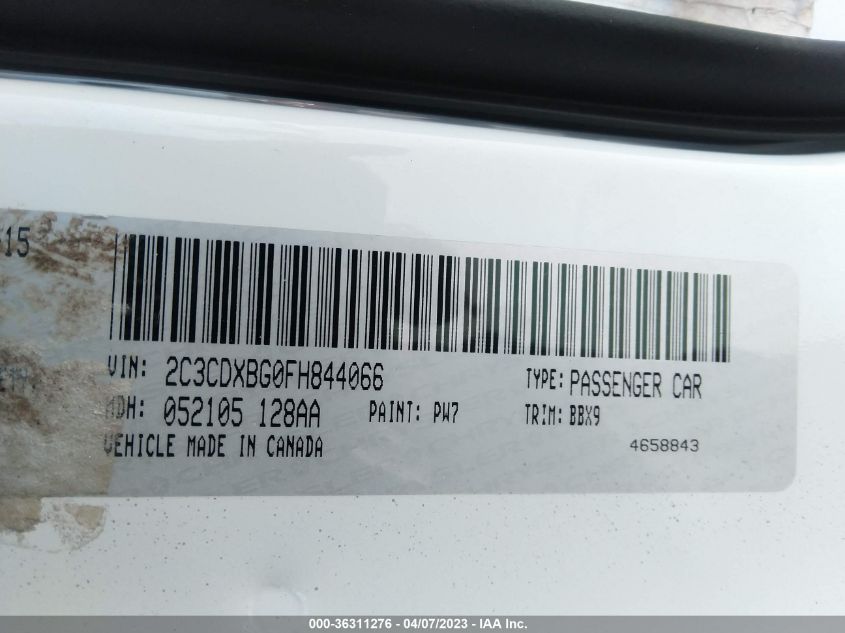 15
VIN: 2C3CDXBG0FH844066 TYPE: PASSENGER CAR
MDH: 052105 128AA PAINT: PW7 TRIM: BBX9
VEHICLE MADE IN CANADA 4658843
000-36311276 - 04/07/2023 - IAA Inc.